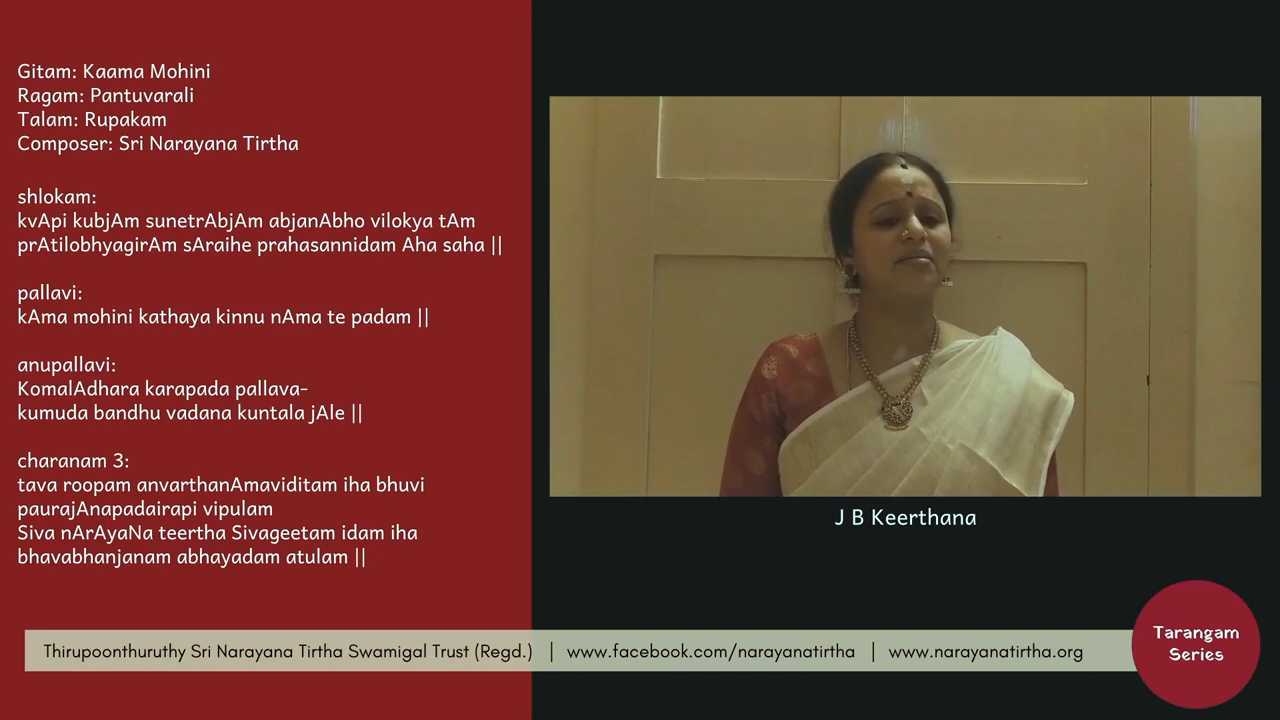 Gitam: Kaama Mohini
Ragam: Pantuvarali
Talam: Rupakam
Composer: Sri Narayana Tirtha
shlokam:
kvApi kubjAm sunetrAbjAm abjanAbho vilokya tAm
prAtilobhyagirAm sAraihe prahasannidam Aha saha ||
pallavi:
kAma mohini kathaya kinnu nAma te padam ||
anupallavi:
KomalAdhara karapada pallava-
kumuda bandhu vadana kuntala jAle ||
charanam 3:
tava roopam anvarthanAmaviditam iha bhuvi
paurajAnapadairapi vipulam
Siva nArAyaNa teertha Sivageetam idam iha
bhavabhanjanam abhayadam atulam ||
J B Keerthana
Thirupoonthuruthy Sri Narayana Tirtha Swamigal Trust (Regd.) | www.facebook.com/narayanatirtha | www.narayanatirtha.org
Tarangam
Series